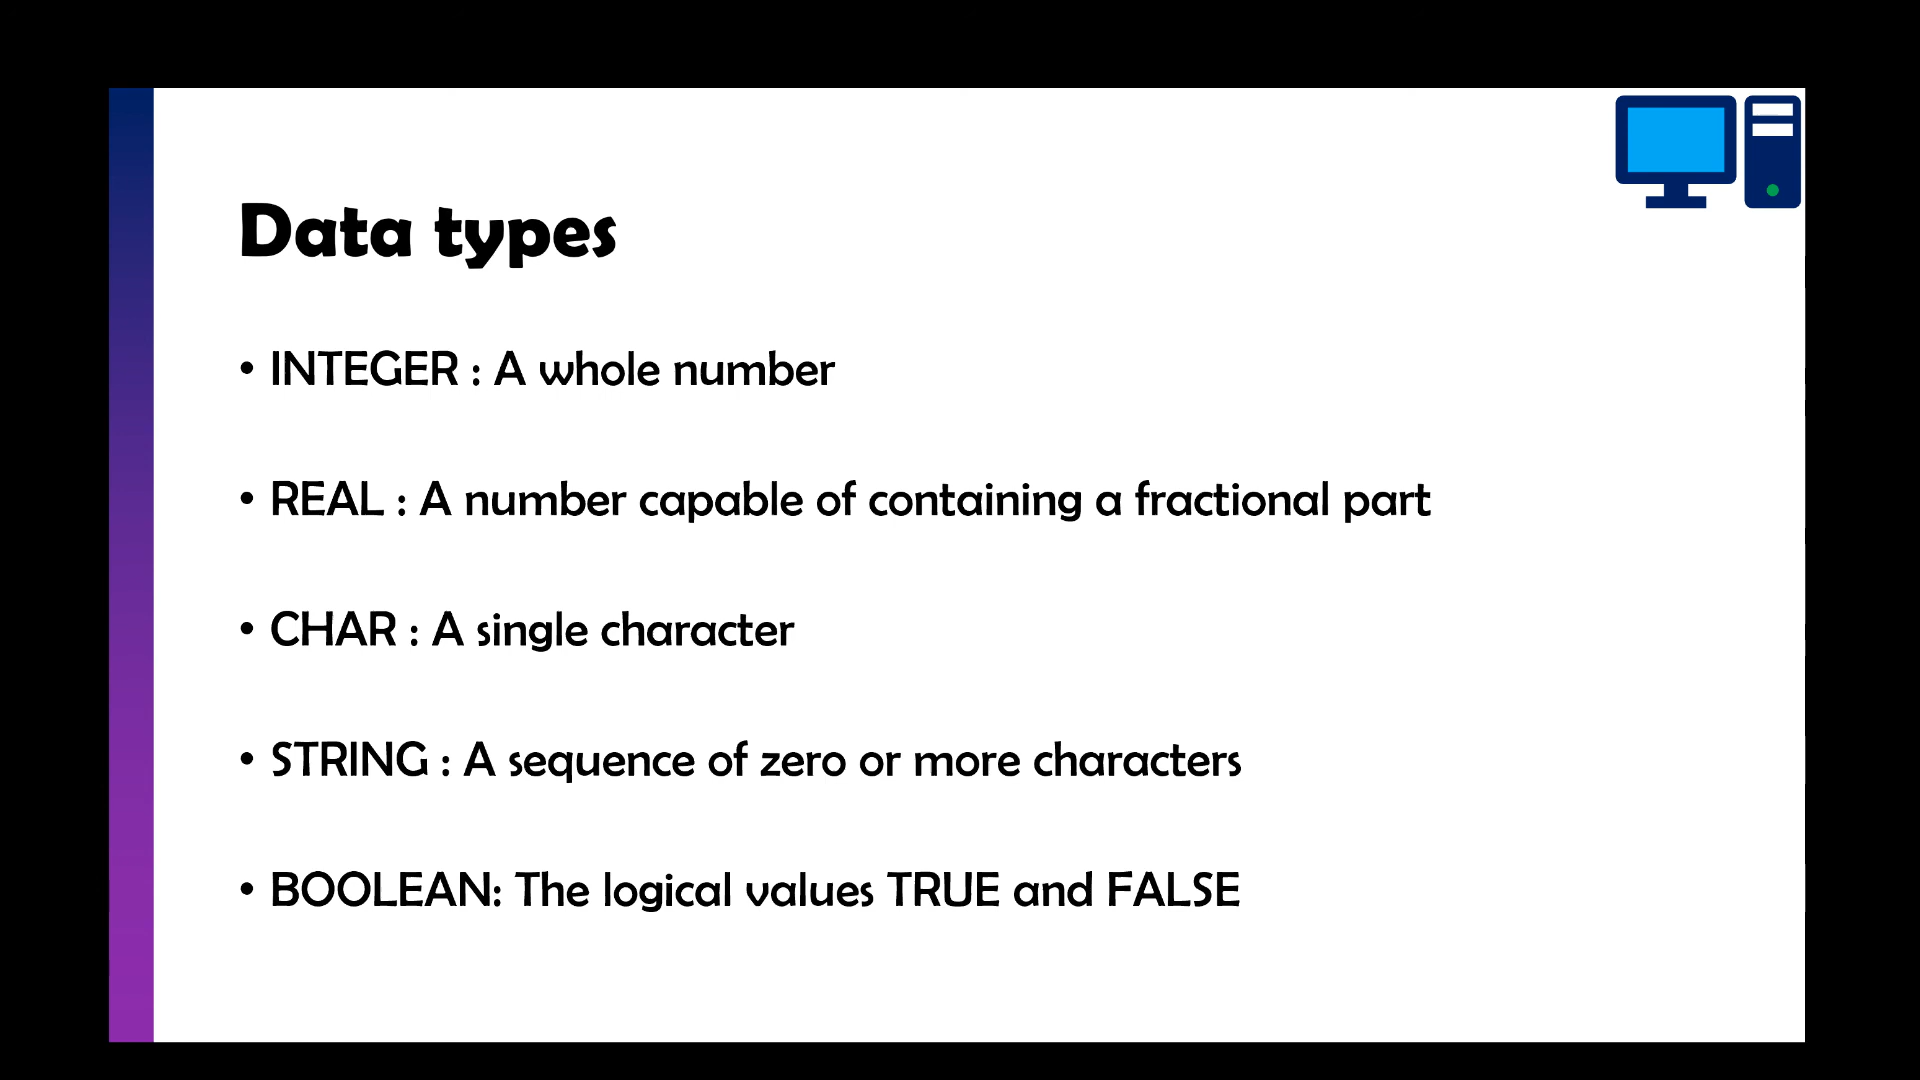 Data types
• INTEGER : A whole number
• REAL : A number capable of containing a fractional part
• CHAR : A single character
• STRING : A sequence of zero or more characters
• BOOLEAN: The logical values TRUE and FALSE